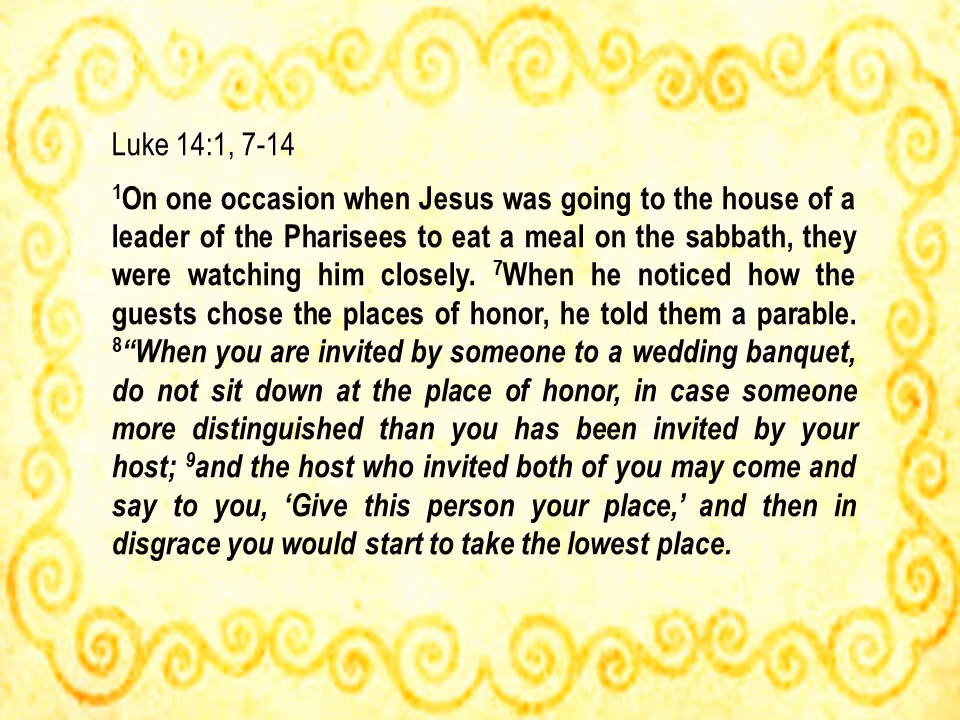 Luke 14:1, 7-14
1On one occasion when Jesus was going to the house of a
leader of the Pharisees to eat a meal on the sabbath, they
were watching him closely. 7When he noticed how the
guests chose the places of honor, he told them a parable.
8“When you are invited by someone to a wedding banquet,
do not sit down at the place of honor, in case someone
more distinguished than you has been invited by your
host; 9and the host who invited both of you may come and
say to you, ‘Give this person your place,’ and then in
disgrace you would start to take the lowest place.